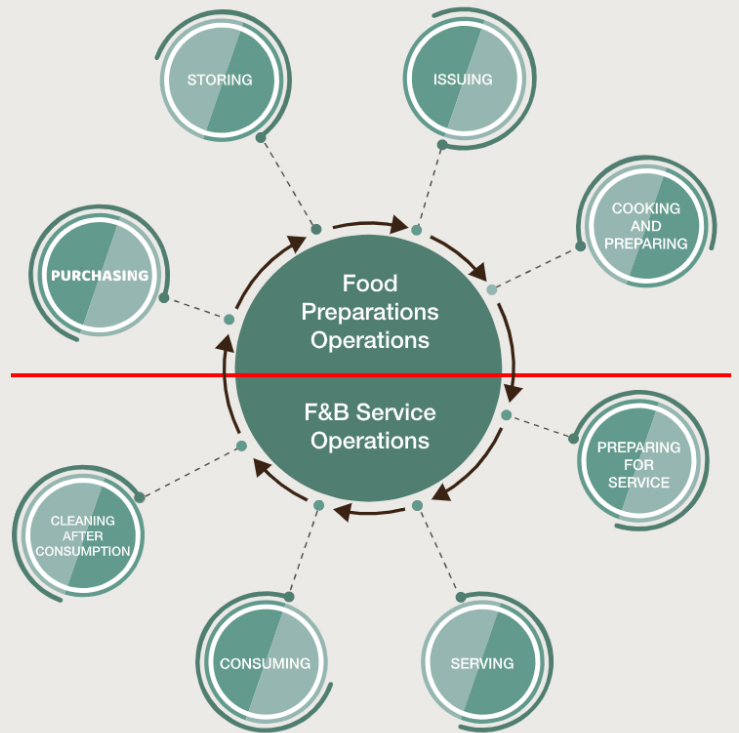 STORING
ISSUING
COOKING
AND
PREPARING
PURCHASING
Food
Preparations
Operations
F&B Service
Operations
PREPARING
FOR
SERVICE
CLEANING
AFTER
CONSUMPTION
CONSUMING
SERVING